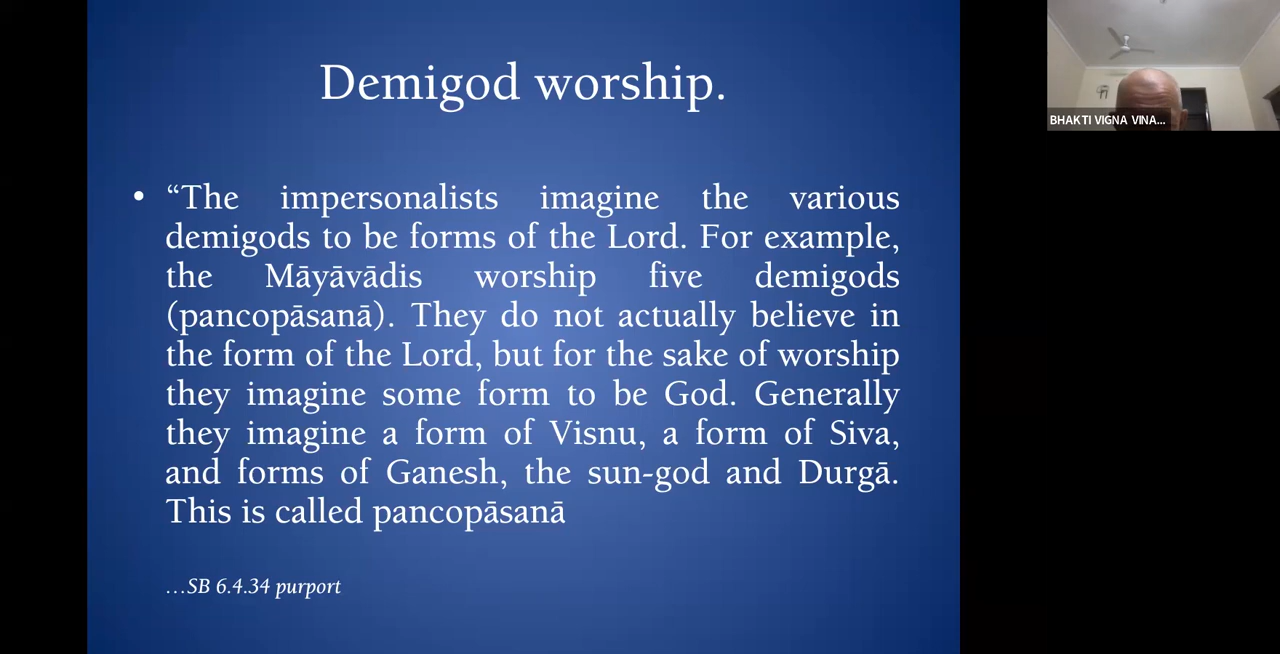 Demigod worship.
• “The impersonalists imagine the various
demigods to be forms of the Lord. For example,
the Māyāvādis worship five demigods
(pancopāsanā). They do not actually believe in
the form of the Lord, but for the sake of worship
they imagine some form to be God. Generally
they imagine a form of Visnu, a form of Siva,
and forms of Ganesh, the sun-god and Durgā.
This is called pancopāsanā
…SB 6.4.34 purport
BHAKTI VIGNA VINA...